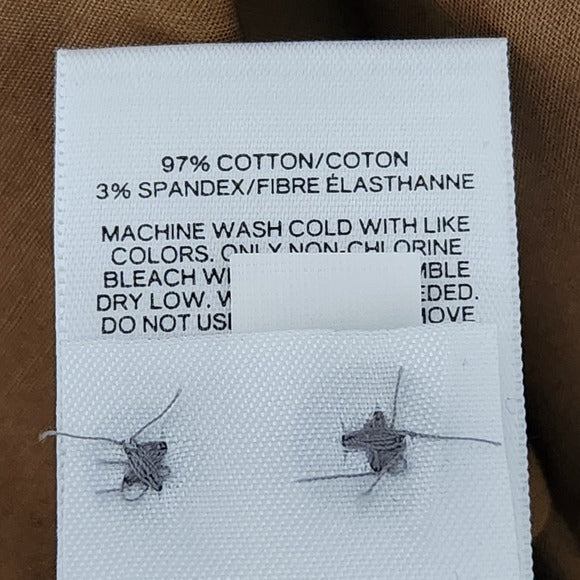 97% COTTON/COTON
3% SPANDEX/FIBRE ÉLASTHANNE
MACHINE WASH COLD WITH LIKE
COLORS. ONLY NON-CHLORINE
BLEACH
DRY LOW.
DO NOT